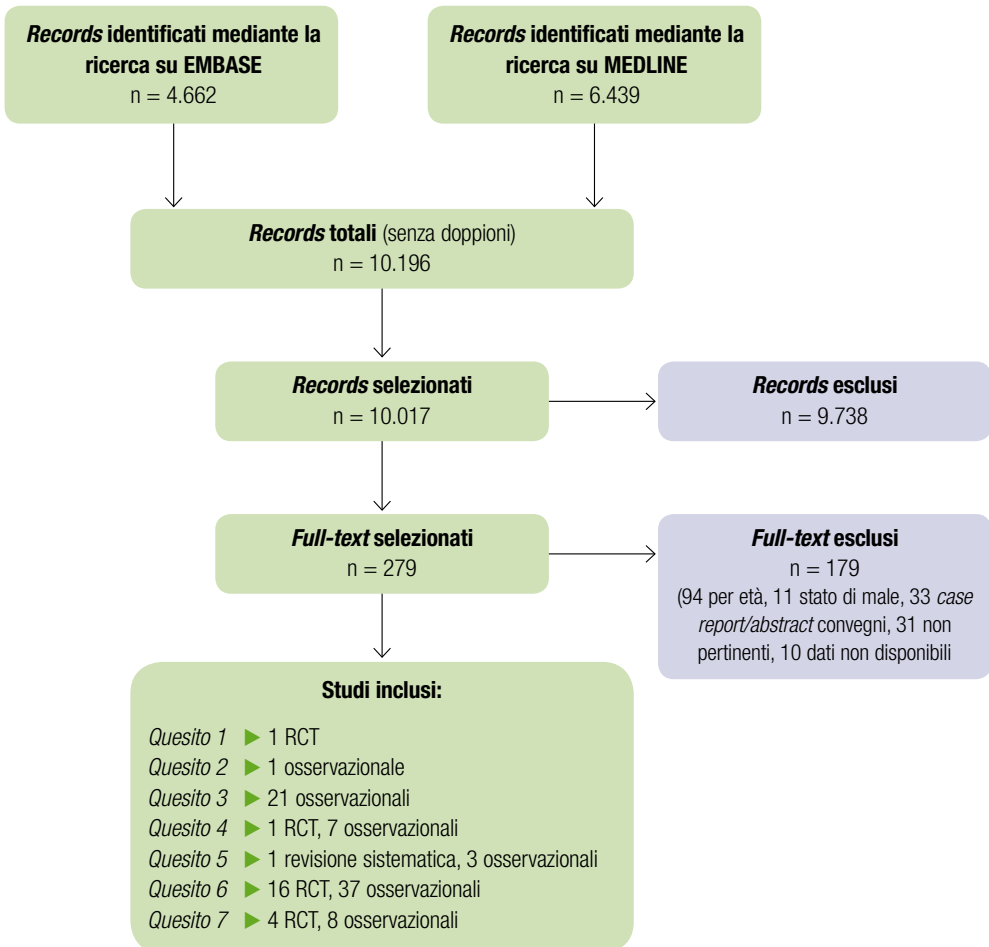 Records identificati mediante la
ricerca su EMBASE
n = 4.662
Records identificati mediante la
ricerca su MEDLINE
n = 6.439
Records totali (senza doppioni)
n = 10.196
Records selezionati
n = 10.017
Records esclusi
n = 9.738
Full-text selezionati
n = 279
Full-text esclusi
n = 179
(94 per età, 11 stato di male, 33 case
report/abstract convegni, 31 non
pertinenti, 10 dati non disponibili
Studi inclusi:
Quesito 1 ▶ 1 RCT
Quesito 2 ▶ 1 osservazionale
Quesito 3 ▶ 21 osservazionali
Quesito 4 ▶ 1 RCT, 7 osservazionali
Quesito 5 ▶ 1 revisione sistematica, 3 osservazionali
Quesito 6 ▶ 16 RCT, 37 osservazionali
Quesito 7 ▶ 4 RCT, 8 osservazionali